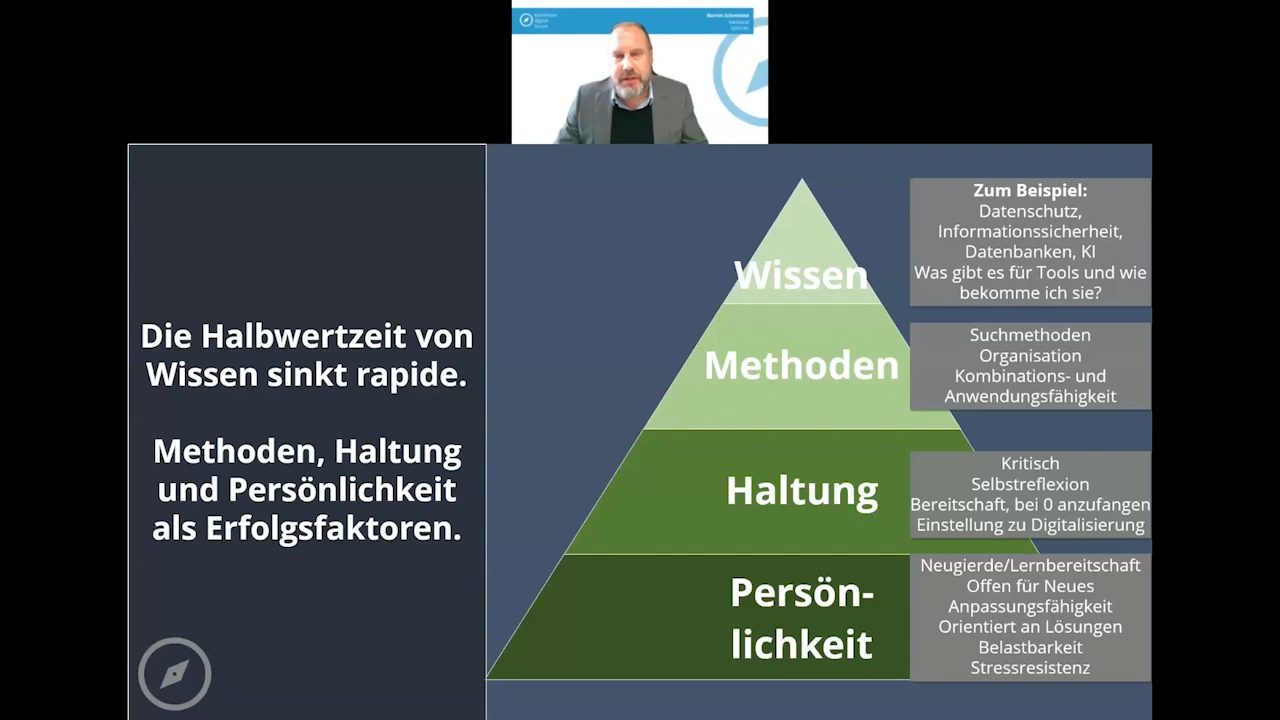 Martin Schmiedel
Die Halbwertzeit von
Wissen sinkt rapide.
Methoden, Haltung
und Persönlichkeit
als Erfolgsfaktoren.
Wissen
Methoden
Haltung
Persön-
lichkeit
Zum Beispiel:
Datenschutz,
Informationssicherheit,
Datenbanken, KI
Was gibt es für Tools und wie
bekomme ich sie?
Suchmethoden
Organisation
Kombinations- und
Anwendungsfähigkeit
Kritisch
Selbstreflexion
Bereitschaft, bei 0 anzufangen
Einstellung zu Digitalisierung
Neugierde/Lernbereitschaft
Offen für Neues
Anpassungsfähigkeit
Orientiert an Lösungen
Belastbarkeit
Stressresistenz